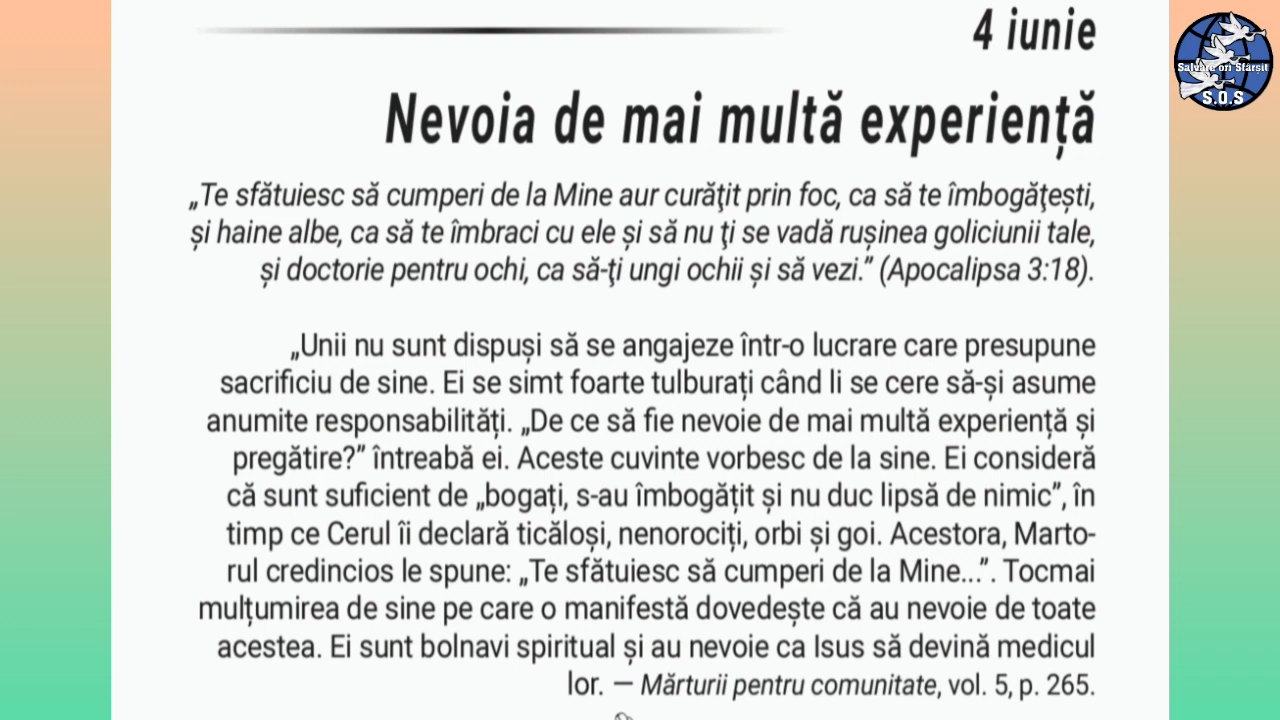 4 iunie
Salvare ori Sfârșit
S.O.S
Nevoia de mai multă experiență
„Te sfătuiesc să cumperi de la Mine aur curăţit prin foc, ca să te îmbogăţești,
și haine albe, ca să te îmbraci cu ele și să nu ţi se vadă rușinea goliciunii tale,
și doctorie pentru ochi, ca să-ţi ungi ochii și să vezi.” (Apocalipsa 3:18).
„Unii nu sunt dispuși să se angajeze într-o lucrare care presupune
sacrificiu de sine. Ei se simt foarte tulburați când li se cere să-și asume
anumite responsabilități. „De ce să fie nevoie de mai multă experiență și
pregătire?” întreabă ei. Aceste cuvinte vorbesc de la sine. Ei consideră
că sunt suficient de „bogați, s-au îmbogățit și nu duc lipsă de nimic”, în
timp ce Cerul îi declară ticăloși, nenorociți, orbi și goi. Acestora, Marto-
rul credincios le spune: „Te sfătuiesc să cumperi de la Mine...”. Tocmai
mulțumirea de sine pe care o manifestă dovedește că au nevoie de toate
acestea. Ei sunt bolnavi spiritual și au nevoie ca Isus să devină medicul
lor. — Mărturii pentru comunitate, vol. 5, p. 265.